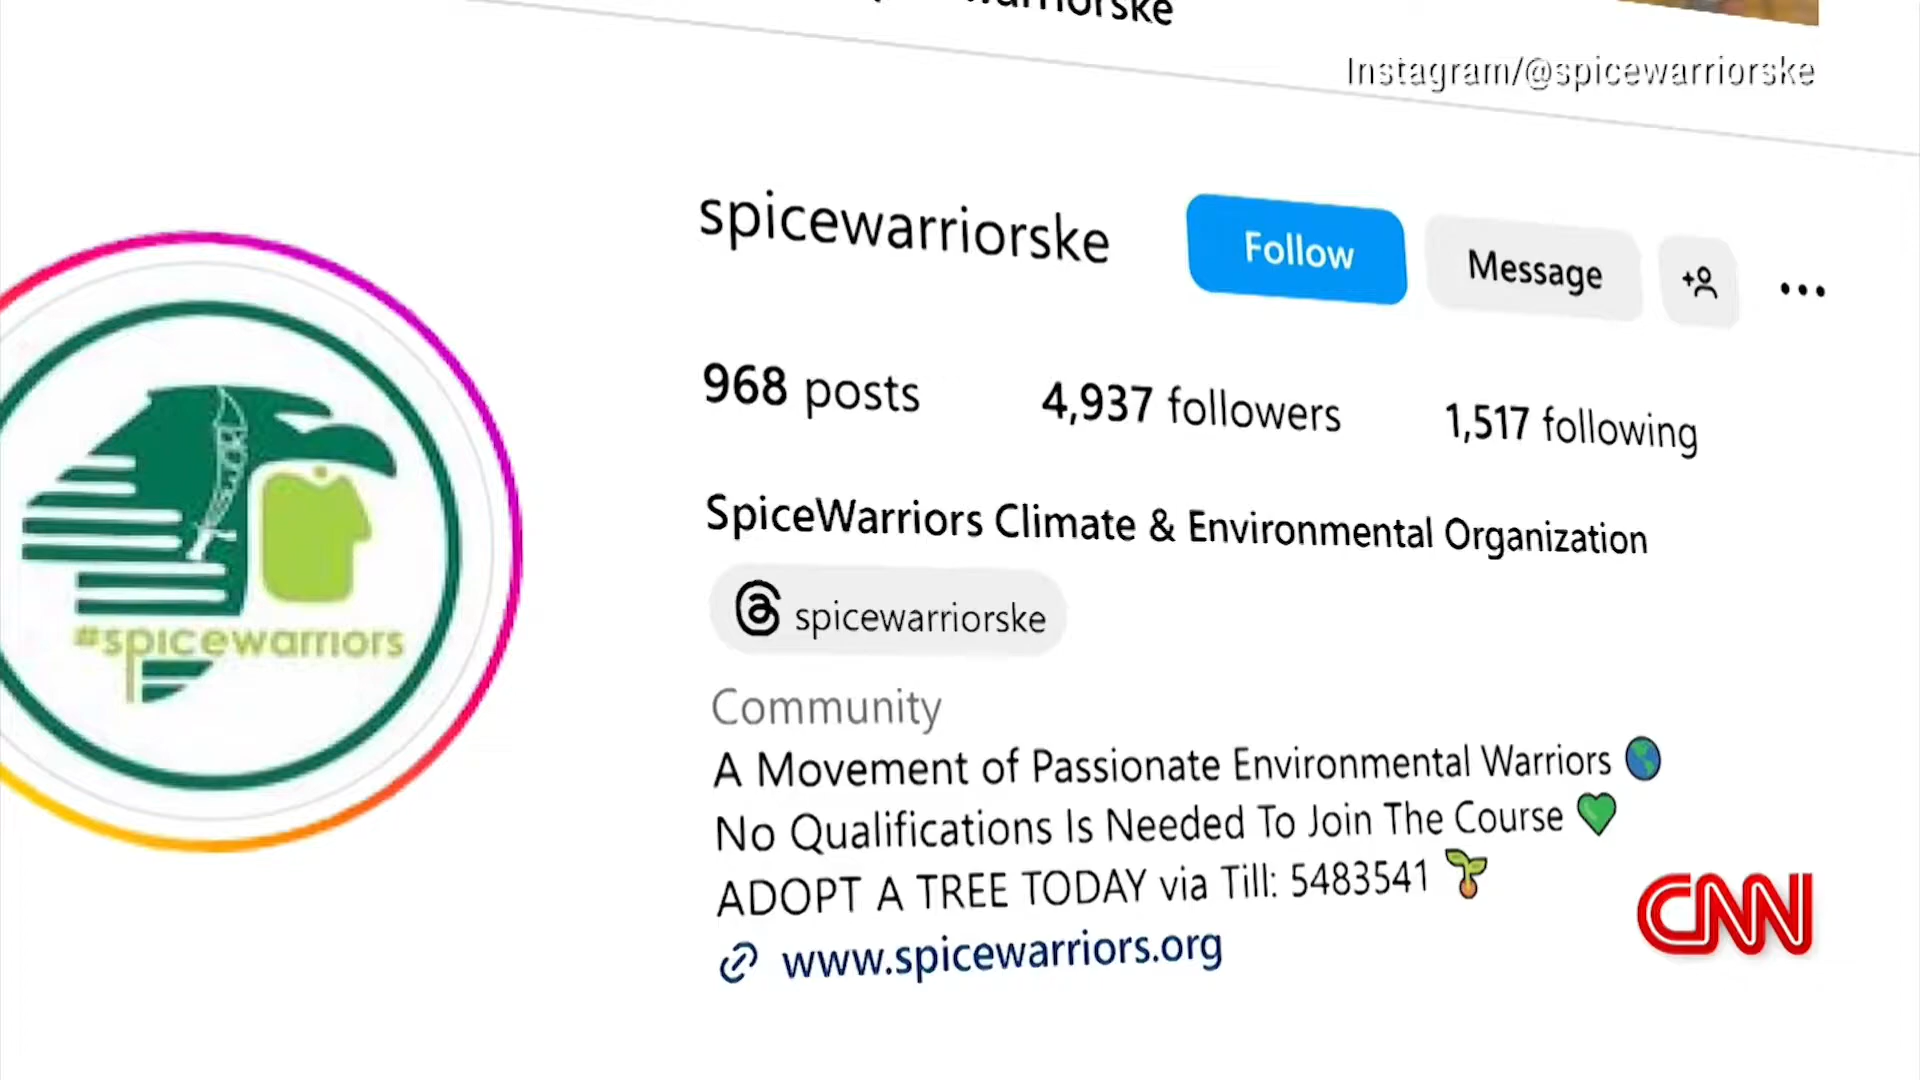 Instagram/@spicewarriorske
spicewarriorske
Follow
Message
968 posts
4,937 followers
1,517 following
SpiceWarriors Climate & Environmental Organization
spicewarriorske
Community
A Movement of Passionate Environmental Warriors
No Qualifications Is Needed To Join The Course
ADOPT A TREE TODAY via Till: 5483541
www.spicewarriors.org
#spicewarriors
CNN